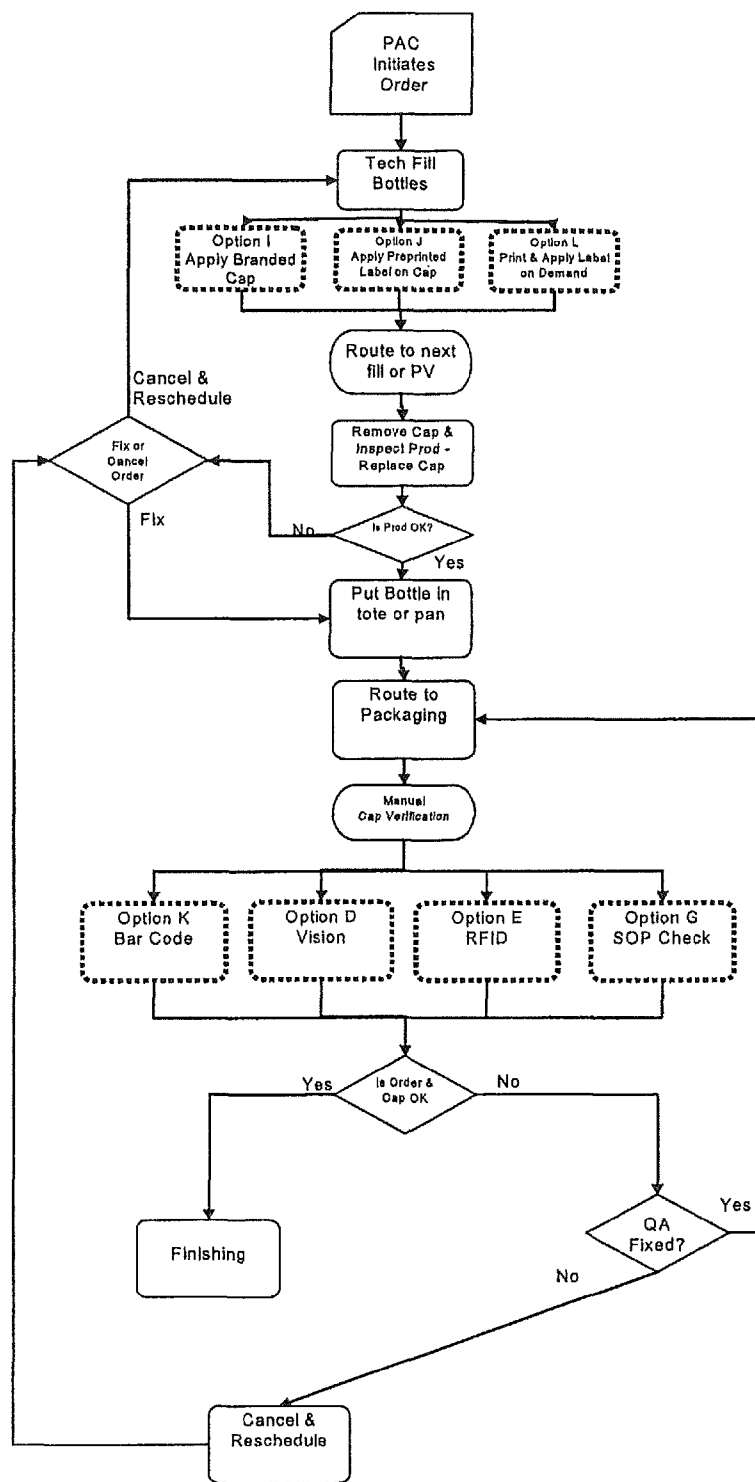 PAC
Initiates
Order
Tech Fill
Bottles
Option I
Apply Branded
Cap
Option J
Apply Preprinted
Label on Cap
Option L
Print & Apply Label
on Demand
Route to next
fill or PV
Cancel &
Reschedule
Remove Cap &
Inspect Prod -
Replace Cap
Fix or
Cancel
Order
Fix
No
Is Prod OK?
Yes
Put Bottle in
tote or pan
Route to
Packaging
Manual
Cap Verification
Option K
Bar Code
Option D
Vision
Option E
RFID
Option G
SOP Check
Yes
Is Order &
Cap OK
No
Yes
QA
Fixed?
Finishing
No
Cancel &
Reschedule